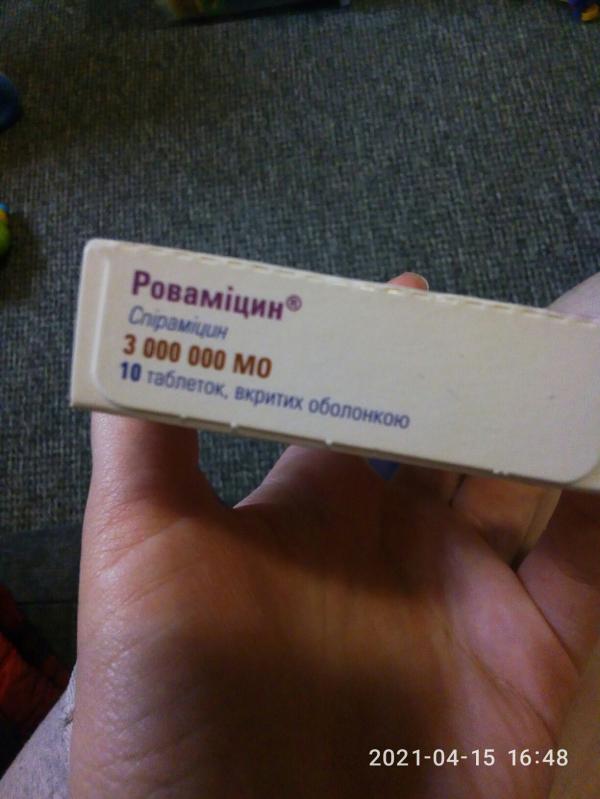 Роваміцин®
Спіраміцин
3 000 000 МО
10 таблеток, вкритих оболонкою
2021-04-15 16:48